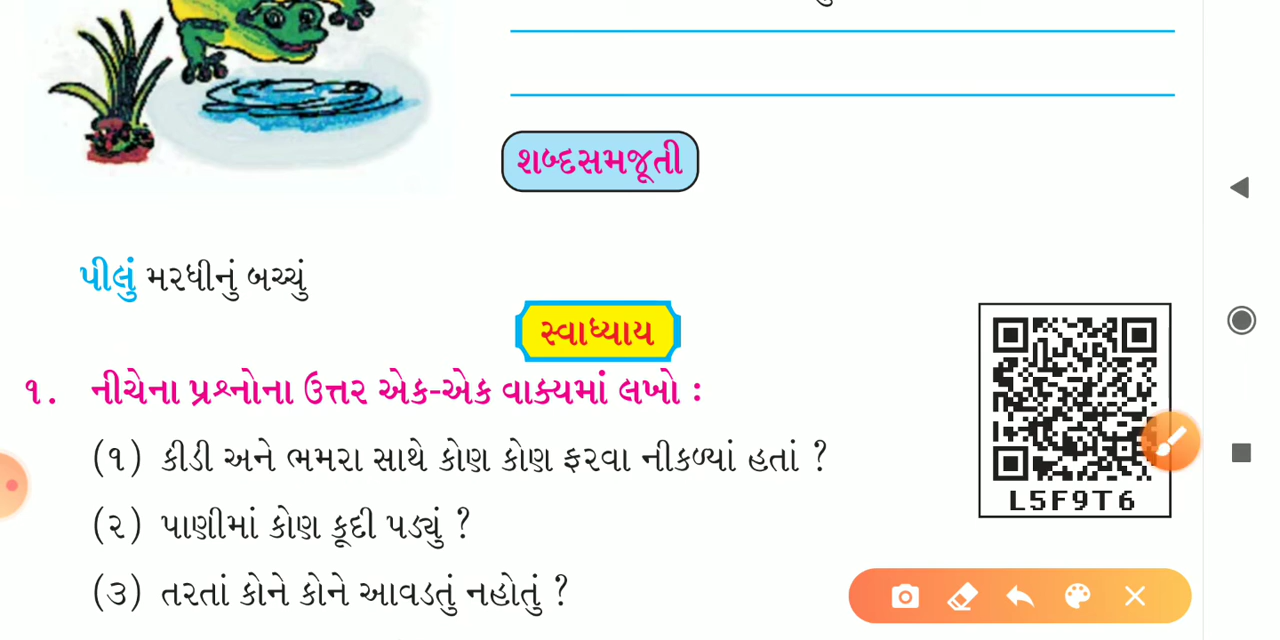 શબ્દસમજૂતી
પીલું મરઘીનું બચ્ચું
સ્વાધ્યાય
૧. નીચેના પ્રશ્નોના ઉત્તર એક-એક વાક્યમાં લખો :
(૧) કીડી અને ભમરા સાથે કોણ કોણ ફરવા નીકળ્યાં હતાં ?
(૨) પાણીમાં કોણ કૂદી પડ્યું ?
(૩) તરતાં કોને કોને આવડતું નહોતું ?
L5F9T6